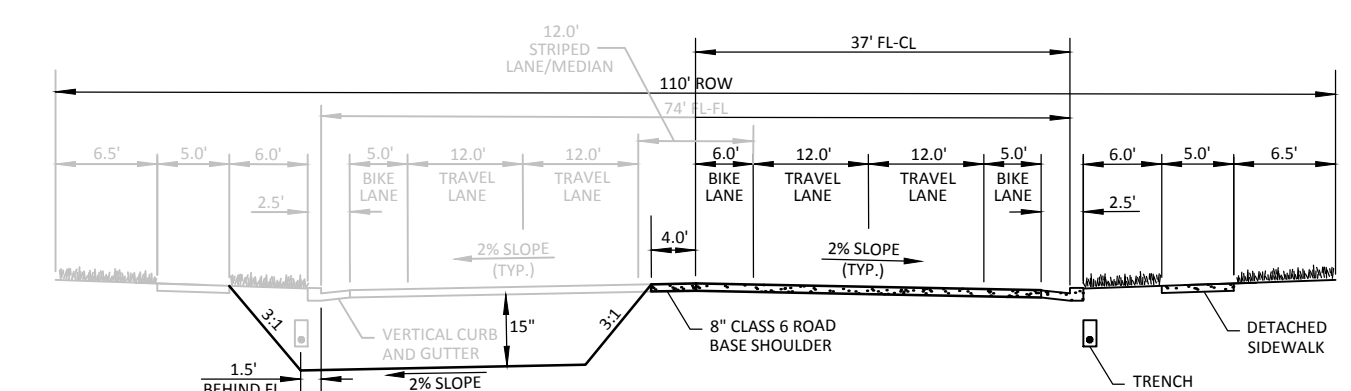 12.0'
STRIPED
LANE/MEDIAN
37' FL-CL
110' ROW
74' FL-FL
6.5'
5.0'
6.0'
5.0'
12.0'
12.0'
6.0'
12.0'
12.0'
5.0'
6.0'
5.0'
6.5'
BIKE
LANE
TRAVEL
LANE
TRAVEL
LANE
BIKE
LANE
TRAVEL
LANE
TRAVEL
LANE
BIKE
LANE
2.5'
2.5'
4.0'
2% SLOPE
(TYP.)
2% SLOPE
(TYP.)
3:1
VERTICAL CURB
AND GUTTER
15"
3:1
8" CLASS 6 ROAD
BASE SHOULDER
DETACHED
SIDEWALK
1.5'
BEHIND FL
2% SLOPE
TRENCH